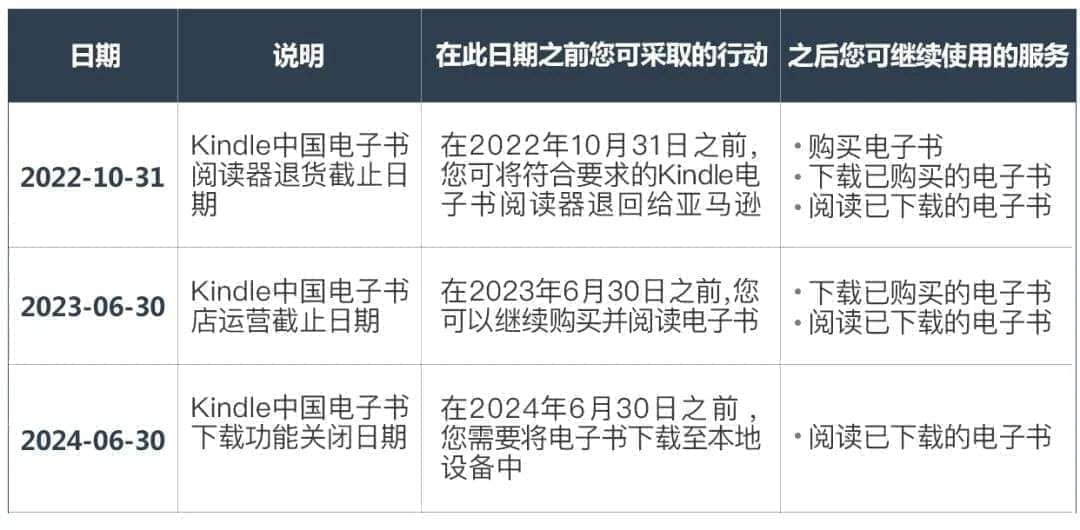 日期
说明
在此日期之前您可采取的行动
之后您可继续使用的服务
2022-10-31
Kindle中国电子书
阅读器退货截止日
期
在2022年10月31日之前,
您可将符合要求的Kindle电
子书阅读器退回给亚马逊
•购买电子书
•下载已购买的电子书
•阅读已下载的电子书
2023-06-30
Kindle中国电子书
店运营截止日期
在2023年6月30日之前,您
可以继续购买并阅读电子书
•下载已购买的电子书
•阅读已下载的电子书
2024-06-30
Kindle中国电子书
下载功能关闭日期
在2024年6月30日之前,
您需要将电子书下载至本地
设备中
•阅读已下载的电子书